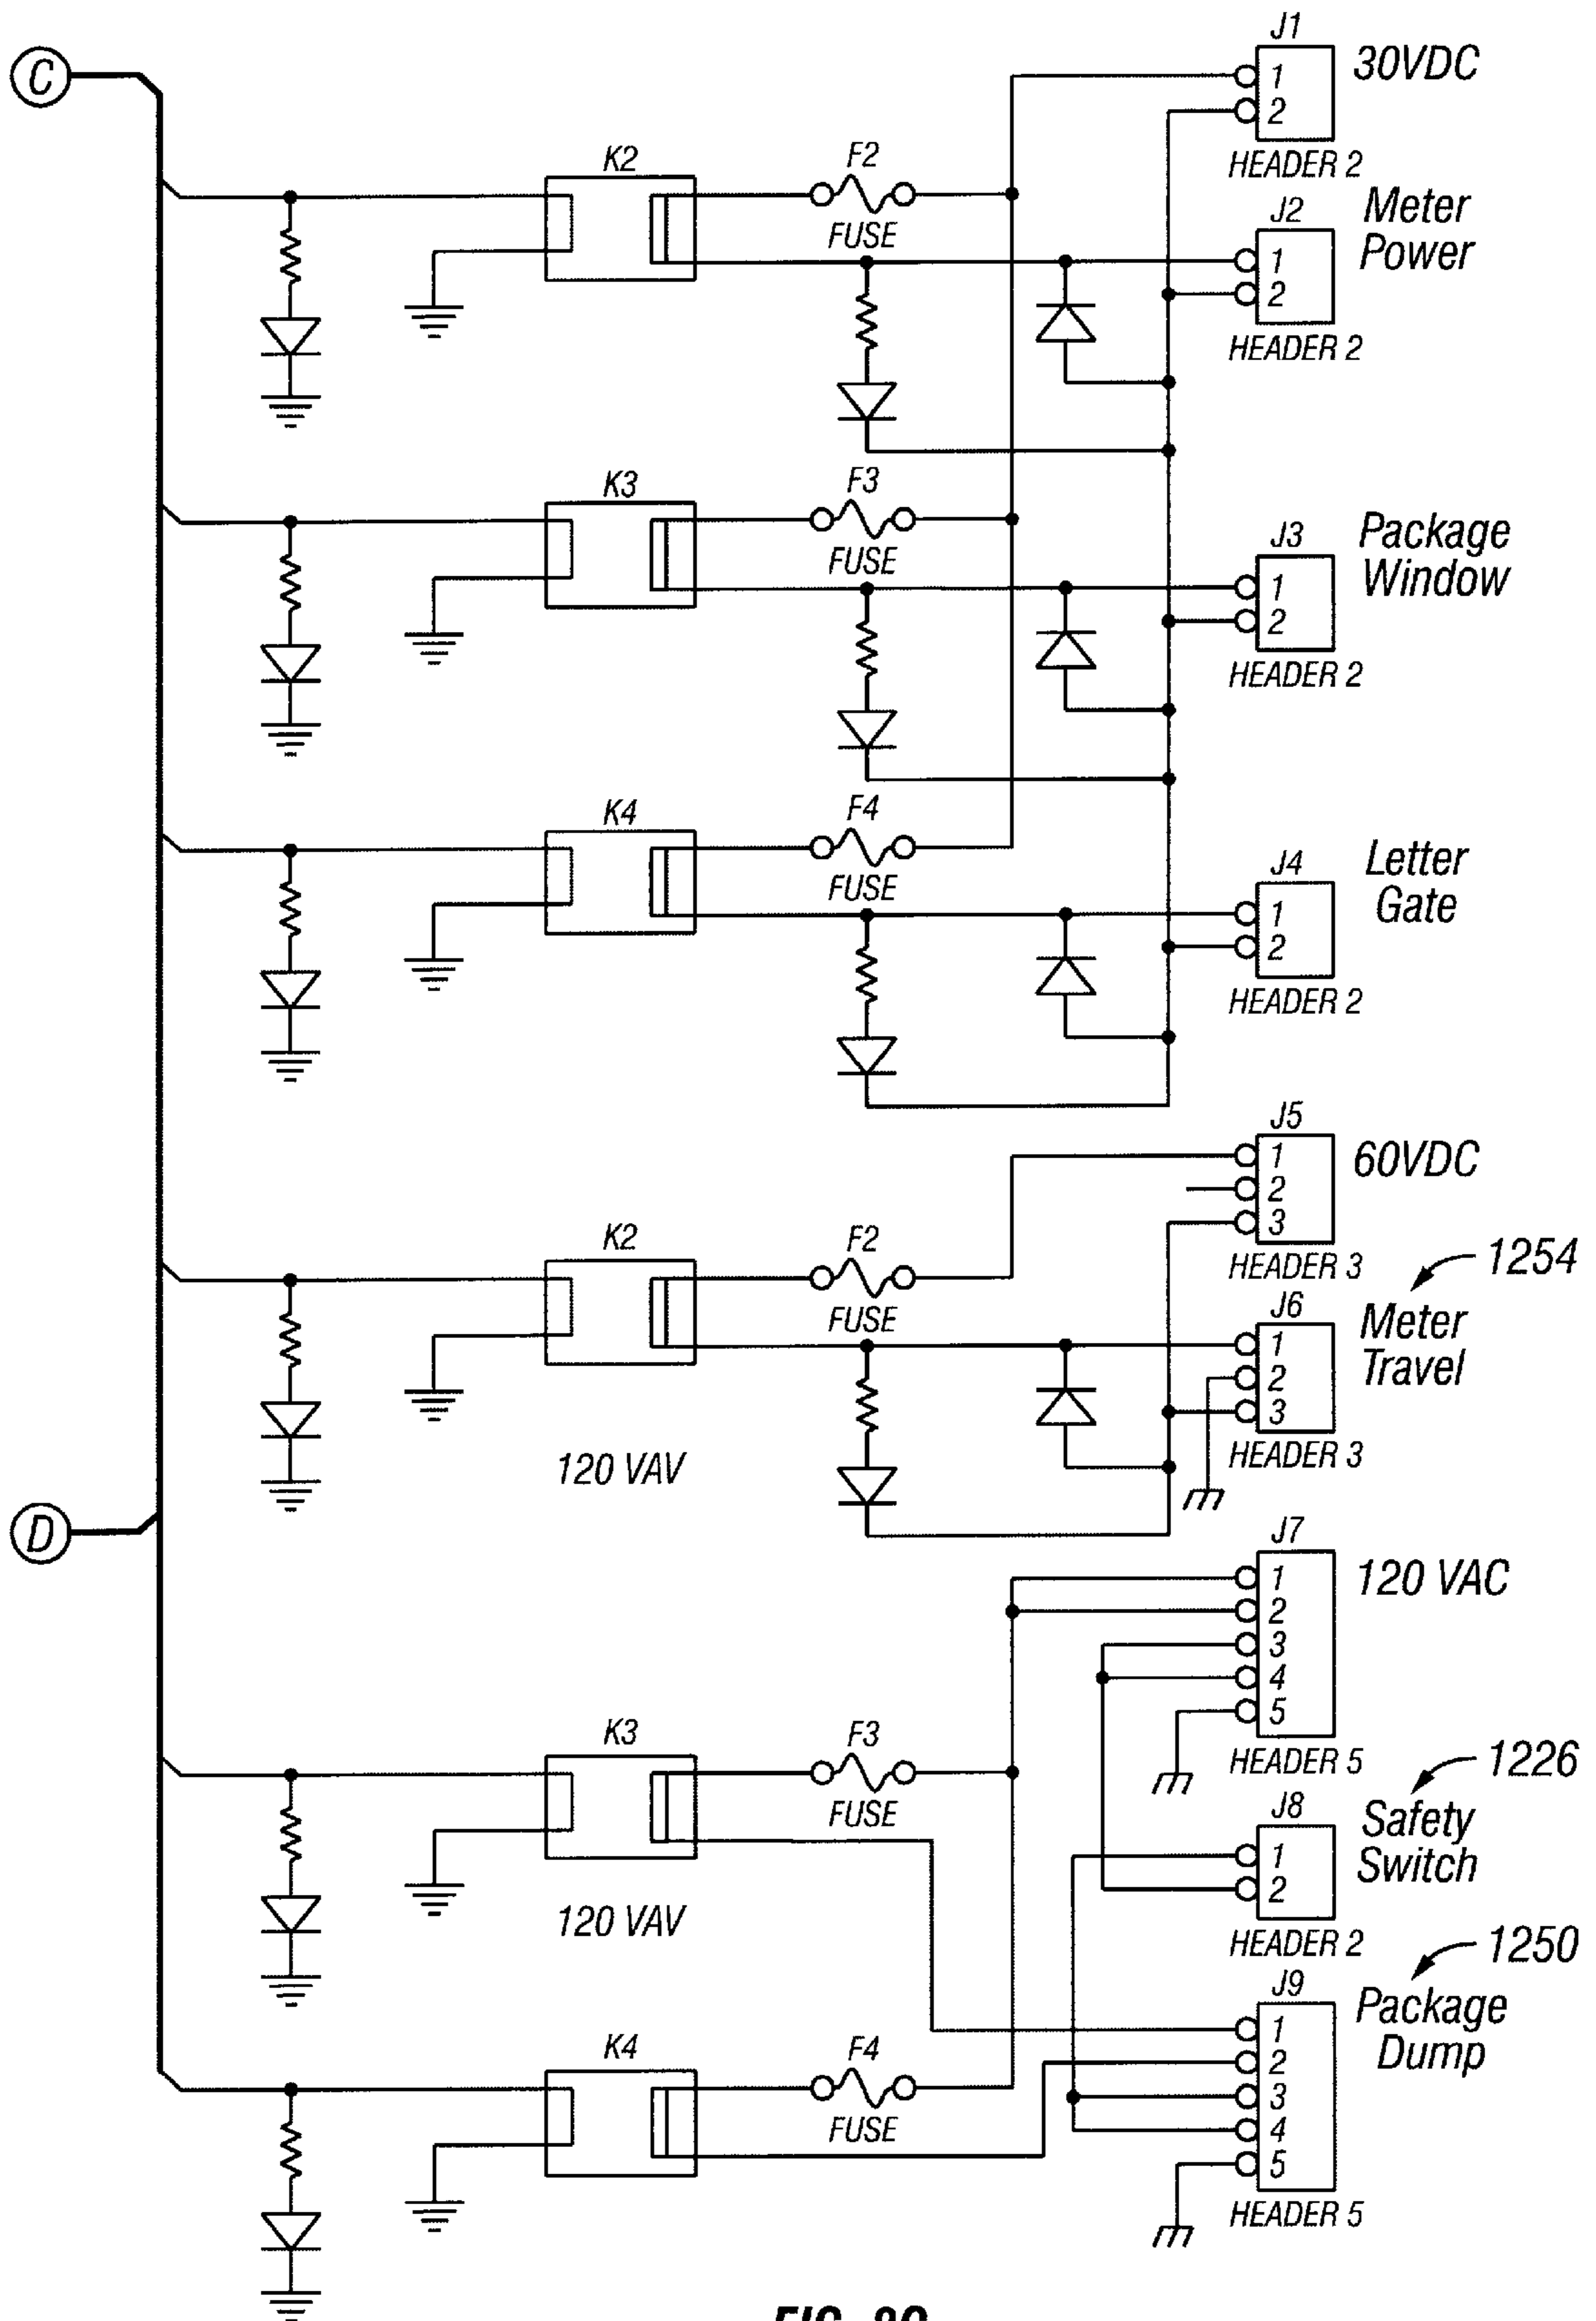 C
J1
30VDC
1
2
HEADER 2
K2
F2
FUSE
J2
Meter
Power
1
2
HEADER 2
K3
F3
FUSE
J3
Package
Window
1
2
HEADER 2
K4
F4
FUSE
J4
Letter
Gate
1
2
HEADER 2
J5
60VDC
1
2
3
HEADER 3
1254
K2
F2
FUSE
J6
Meter
Travel
1
2
3
HEADER 3
120 VAV
D
J7
120 VAC
1
2
3
4
5
HEADER 5
1226
K3
F3
FUSE
J8
Safety
Switch
1
2
HEADER 2
120 VAV
1250
J9
Package
Dump
1
2
3
4
5
HEADER 5
K4
F4
FUSE